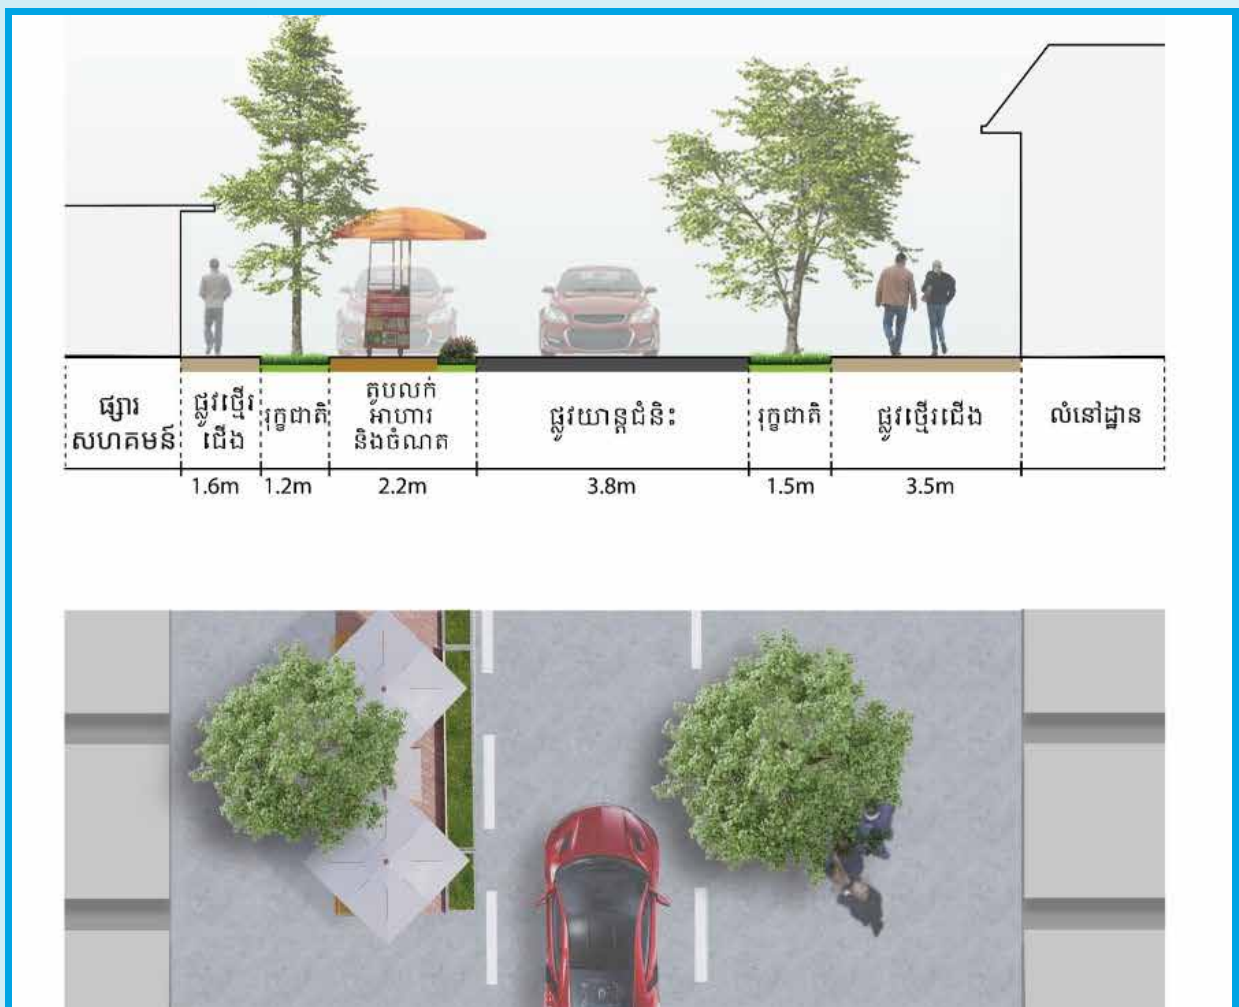 ផ្សារ
សហគមន៍
ផ្លូវថ្មើរ
ជើង
រុក្ខជាតិ
តូបលក់
អាហារ
និងចំណត
ផ្លូវយាន្តជំនិះ
រុក្ខជាតិ
ផ្លូវថ្មើរជើង
លំនៅដ្ឋាន
1.6m 1.2m 2.2m 3.8m 1.5m 3.5m